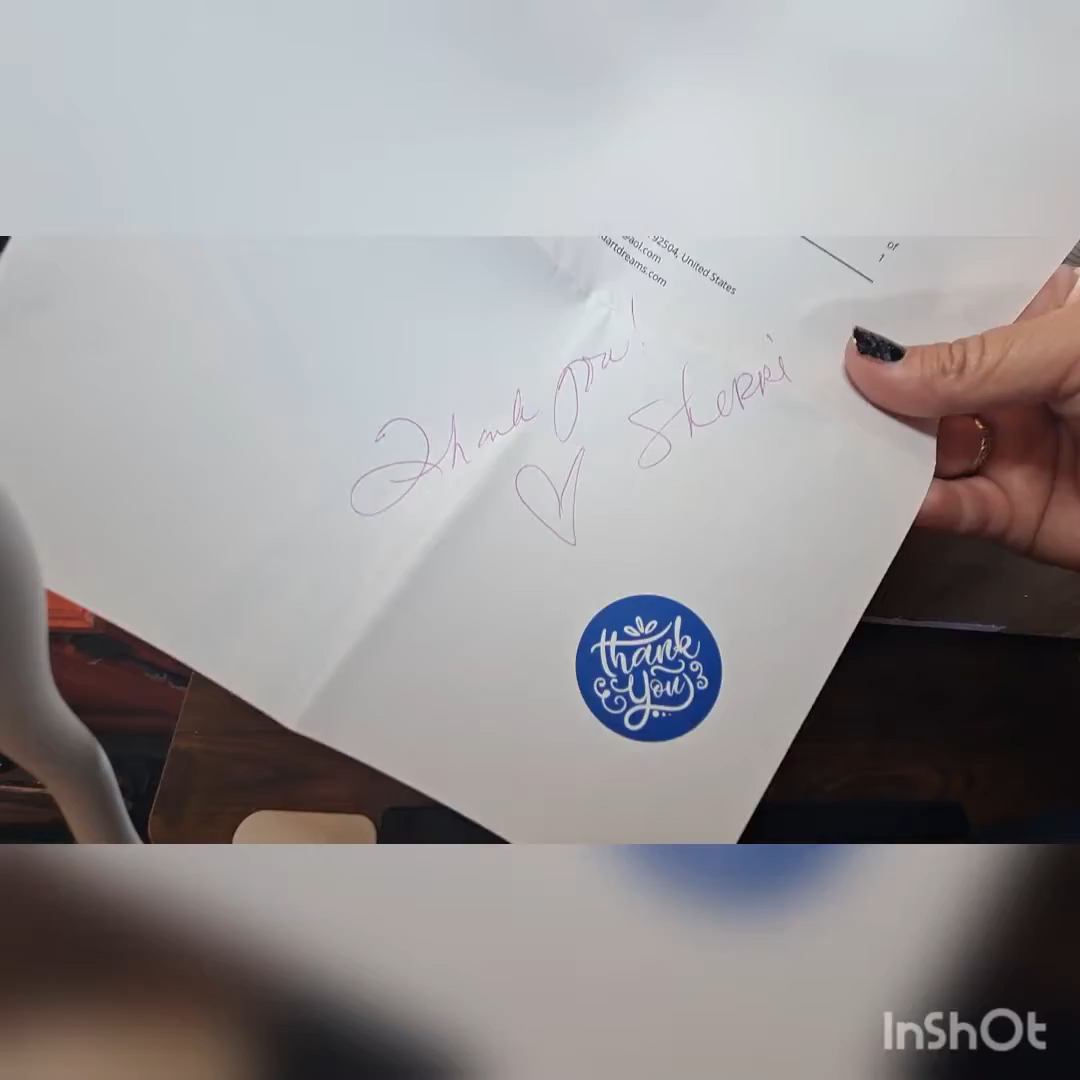 92504, United States
aol.com
artdreams.com
of
1
Thank you!
Sherri
thank
you
InShOt